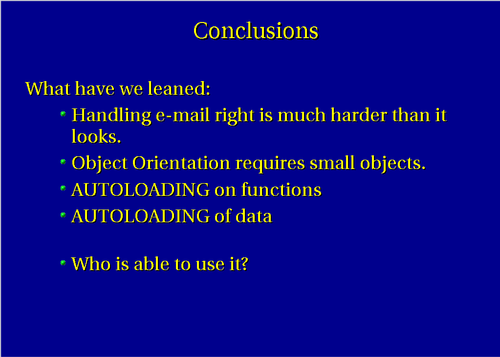 Conclusions
What have we leaned:
Handling e-mail right is much harder than it
looks.
Object Orientation requires small objects.
AUTOLOADING on functions
AUTOLOADING of data
Who is able to use it?